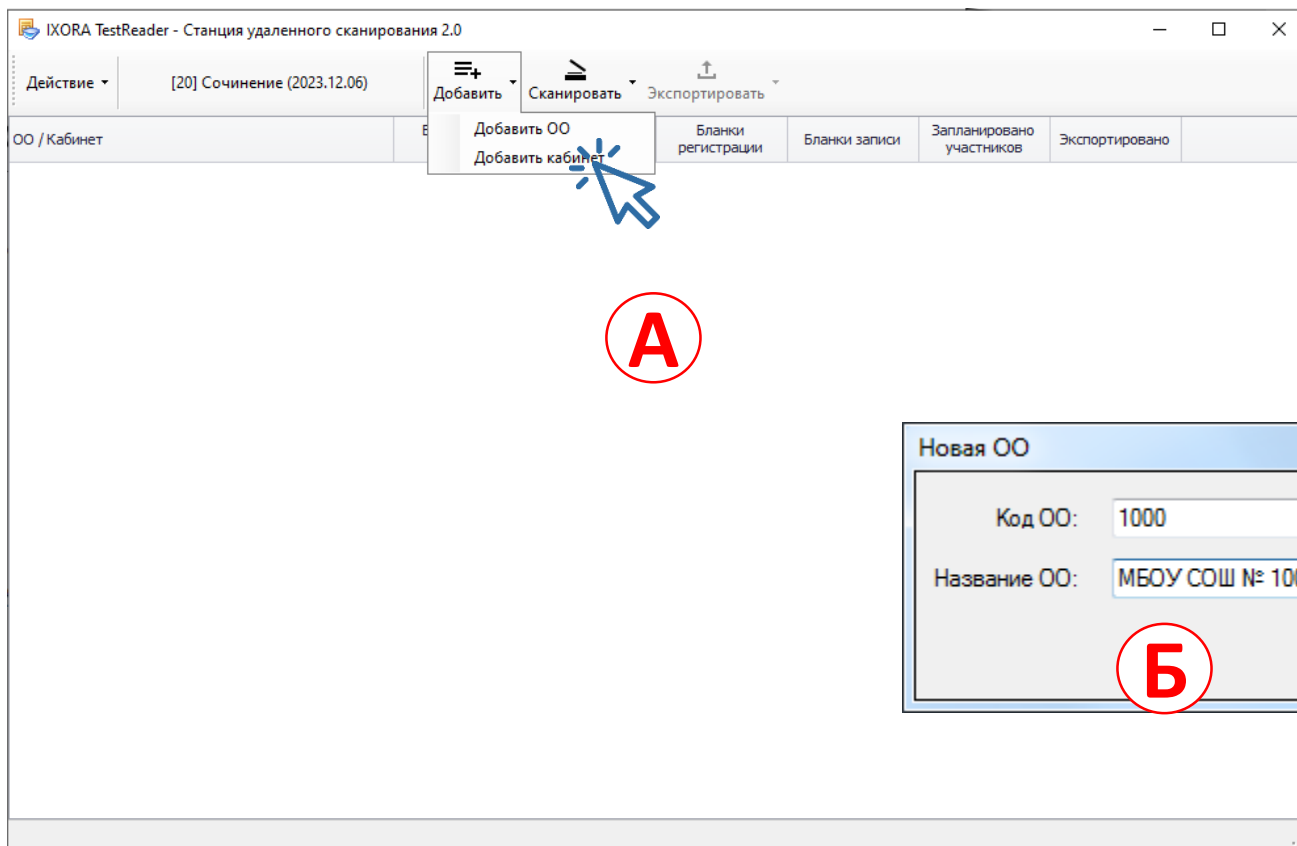 IXORA TestReader - Станция удаленного сканирования 2.0
Действие
[20] Сочинение (2023.12.06)
Добавить
Сканировать
Экспортировать
Добавить ОО
Добавить кабинет
ОО / Кабинет
Бланки
регистрации
Бланки записи
Запланировано
участников
Экспортировано
А
Новая ОО
Код ОО:
1000
Название ОО:
МБОУ СОШ № 100
Б